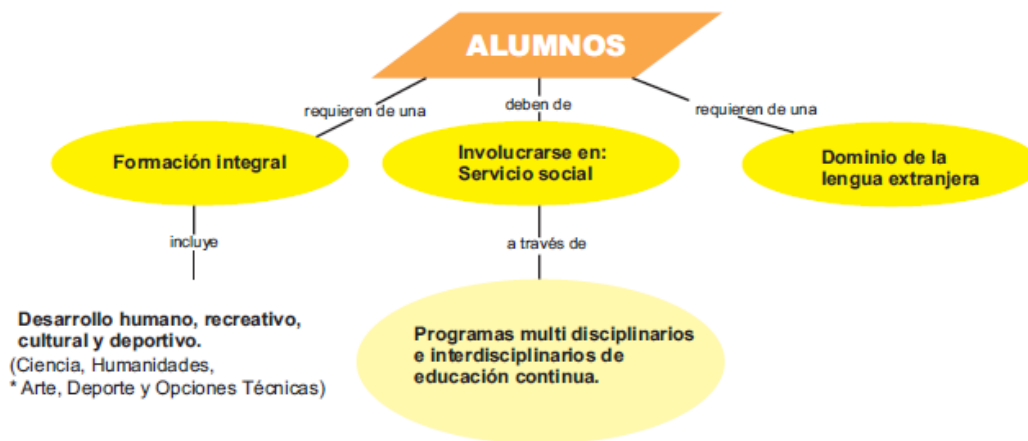 ALUMNOS
requieren de una
deben de
requieren de una
Formación integral
Involucrarse en:
Servicio social
Dominio de la
lengua extranjera
incluye
a través de
Desarrollo humano, recreativo,
cultural y deportivo.
(Ciencia, Humanidades,
* Arte, Deporte y Opciones Técnicas)
Programas multi disciplinarios
e interdisciplinarios de
educación continua.